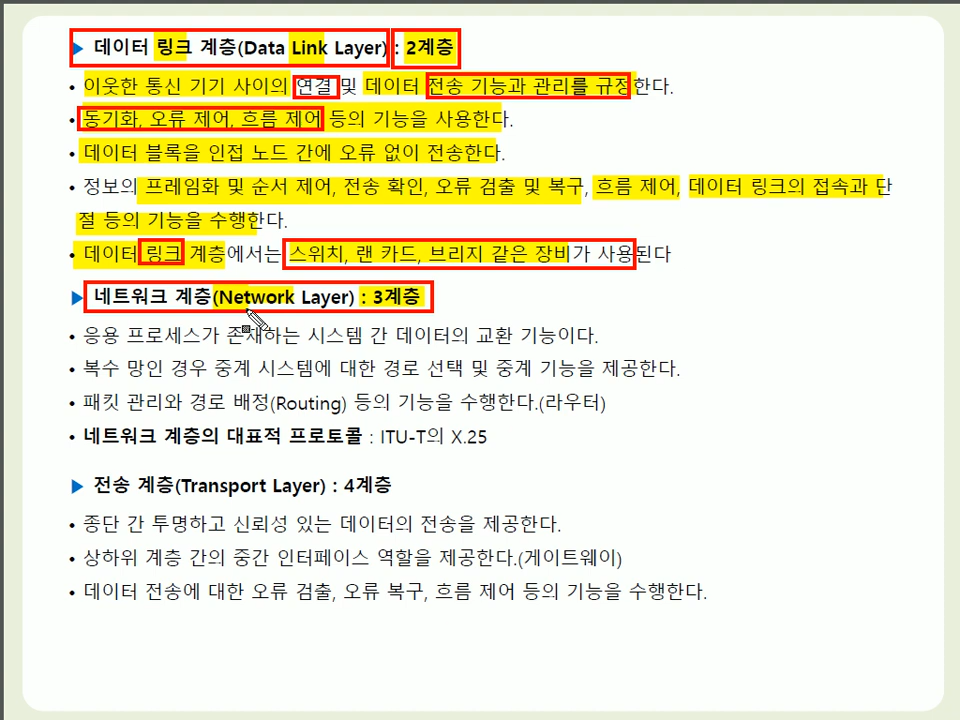 ▶ 데이터 링크 계층(Data Link Layer) : 2계층
• 이웃한 통신 기기 사이의 연결 및 데이터 전송 기능과 관리를 규정한다.
• 동기화, 오류 제어, 흐름 제어 등의 기능을 사용한다.
• 데이터 블록을 인접 노드 간에 오류 없이 전송한다.
• 정보의 프레임화 및 순서 제어, 전송 확인, 오류 검출 및 복구, 흐름 제어, 데이터 링크의 접속과 단
절 등의 기능을 수행한다.
• 데이터 링크 계층에서는 스위치, 랜 카드, 브리지 같은 장비가 사용된다
▶ 네트워크 계층(Network Layer) : 3계층
• 응용 프로세스가 존재하는 시스템 간 데이터의 교환 기능이다.
• 복수 망인 경우 중계 시스템에 대한 경로 선택 및 중계 기능을 제공한다.
• 패킷 관리와 경로 배정(Routing) 등의 기능을 수행한다.(라우터)
• 네트워크 계층의 대표적 프로토콜 : ITU-T의 X.25
▶ 전송 계층(Transport Layer) : 4계층
• 종단 간 투명하고 신뢰성 있는 데이터의 전송을 제공한다.
• 상하위 계층 간의 중간 인터페이스 역할을 제공한다.(게이트웨이)
• 데이터 전송에 대한 오류 검출, 오류 복구, 흐름 제어 등의 기능을 수행한다.